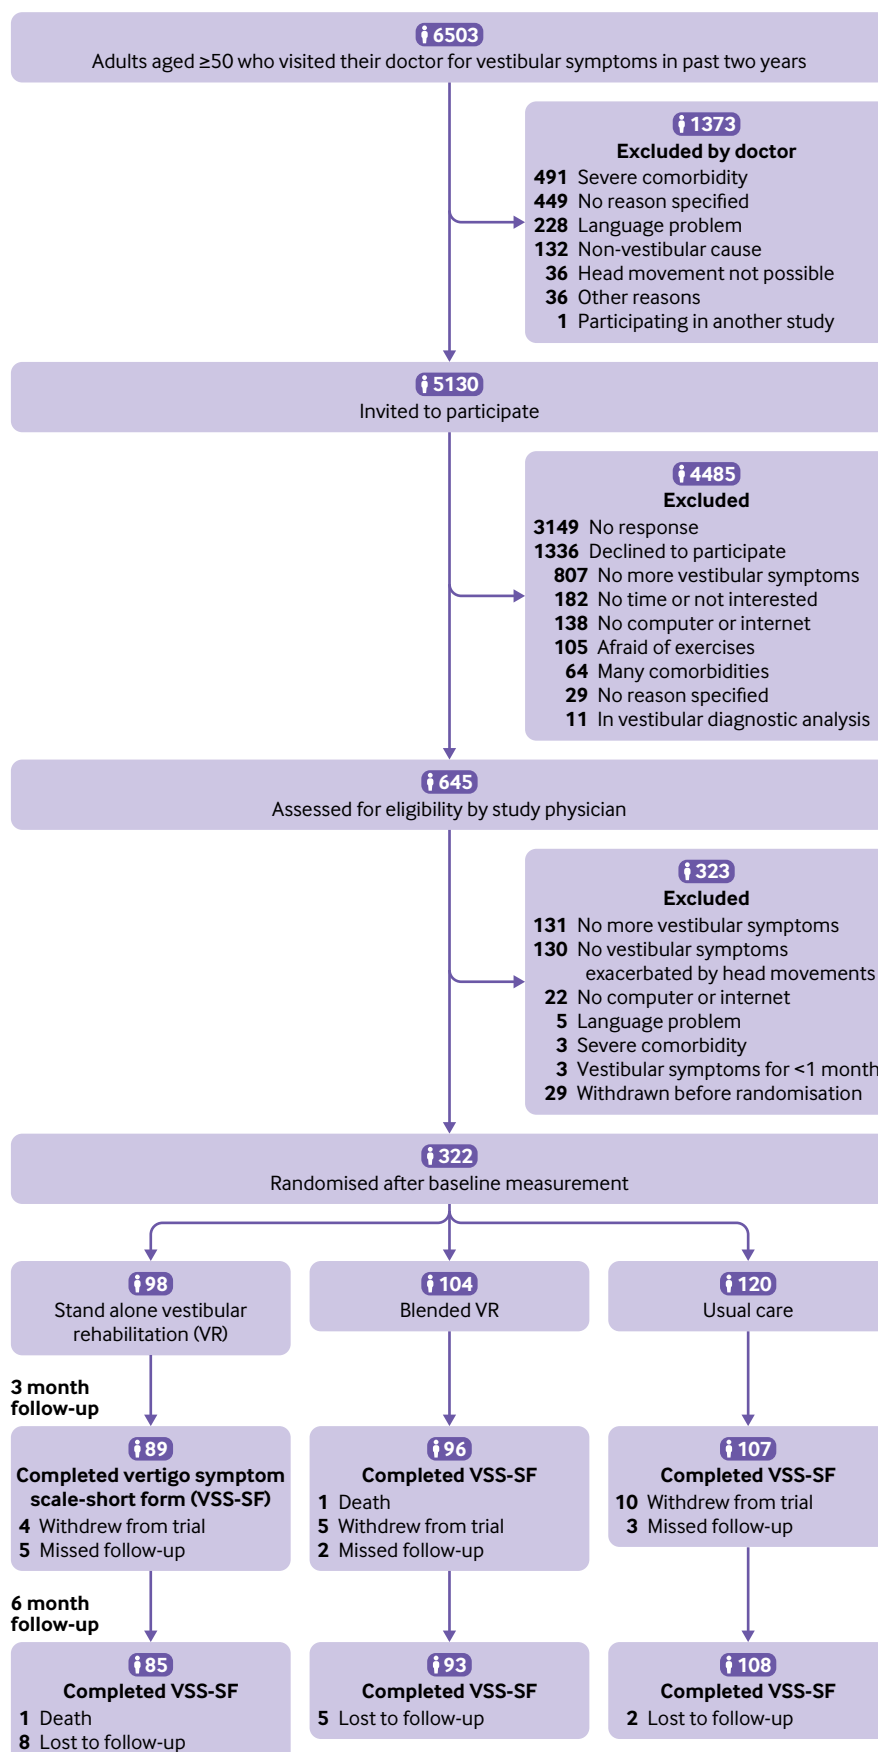 6503
Adults aged ≥50 who visited their doctor for vestibular symptoms in past two years
1373
Excluded by doctor
491 Severe comorbidity
449 No reason specified
228 Language problem
132 Non-vestibular cause
36 Head movement not possible
36 Other reasons
1 Participating in another study
5130
Invited to participate
4485
Excluded
3149 No response
1336 Declined to participate
807 No more vestibular symptoms
182 No time or not interested
138 No computer or internet
105 Afraid of exercises
64 Many comorbidities
29 No reason specified
11 In vestibular diagnostic analysis
645
Assessed for eligibility by study physician
323
Excluded
131 No more vestibular symptoms
130 No vestibular symptoms
exacerbated by head movements
22 No computer or internet
5 Language problem
3 Severe comorbidity
3 Vestibular symptoms for <1 month
29 Withdrawn before randomisation
322
Randomised after baseline measurement
98
Stand alone vestibular
rehabilitation (VR)
104
Blended VR
120
Usual care
3 month
follow-up
89
Completed vertigo symptom
scale-short form (VSS-SF)
4 Withdrew from trial
5 Missed follow-up
96
Completed VSS-SF
1 Death
5 Withdrew from trial
2 Missed follow-up
107
Completed VSS-SF
10 Withdrew from trial
3 Missed follow-up
6 month
follow-up
85
Completed VSS-SF
1 Death
8 Lost to follow-up
93
Completed VSS-SF
5 Lost to follow-up
108
Completed VSS-SF
2 Lost to follow-up